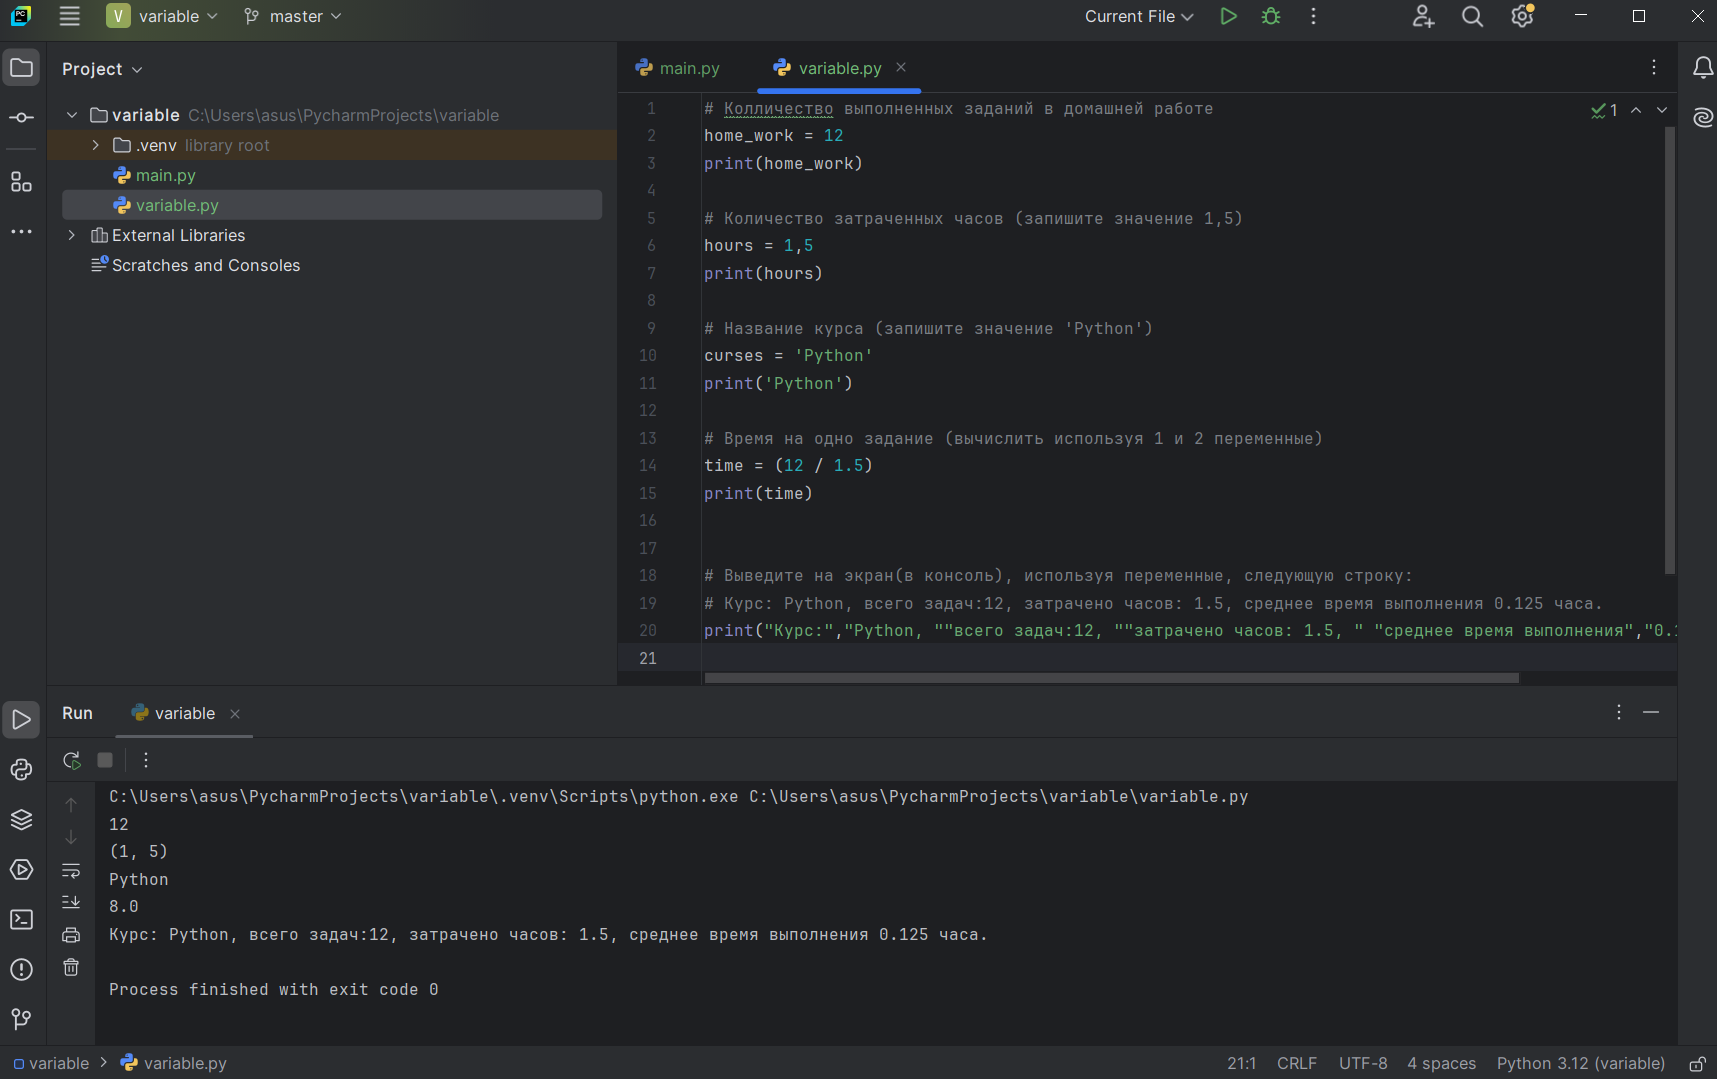 PC
V variable master Current File
Project
variable C:\Users\asus\PycharmProjects\variable
.venv library root
main.py
variable.py
External Libraries
Scratches and Consoles
main.py variable.py
1 # Колличество выполненных заданий в домашней работе
1
2 home_work = 12
3 print(home_work)
4
5 # Количество затраченных часов (запишите значение 1,5)
6 hours = 1,5
7 print(hours)
8
9 # Название курса (запишите значение 'Python')
10 curses = 'Python'
11 print('Python')
12
13 # Время на одно задание (вычислить используя 1 и 2 переменные)
14 time = (12 / 1.5)
15 print(time)
16
17
18 # Выведите на экран(в консоль), используя переменные, следующую строку:
19 # Курс: Python, всего задач:12, затрачено часов: 1.5, среднее время выполнения 0.125 часа.
20 print("Курс:","Python, ""всего задач:12, ""затрачено часов: 1.5, " "среднее время выполнения","0.
21
Run variable
C:\Users\asus\PycharmProjects\variable\.venv\Scripts\python.exe C:\Users\asus\PycharmProjects\variable\variable.py
12
(1, 5)
Python
8.0
Курс: Python, всего задач:12, затрачено часов: 1.5, среднее время выполнения 0.125 часа.
Process finished with exit code 0
variable variable.py 21:1 CRLF UTF-8 4 spaces Python 3.12 (variable)